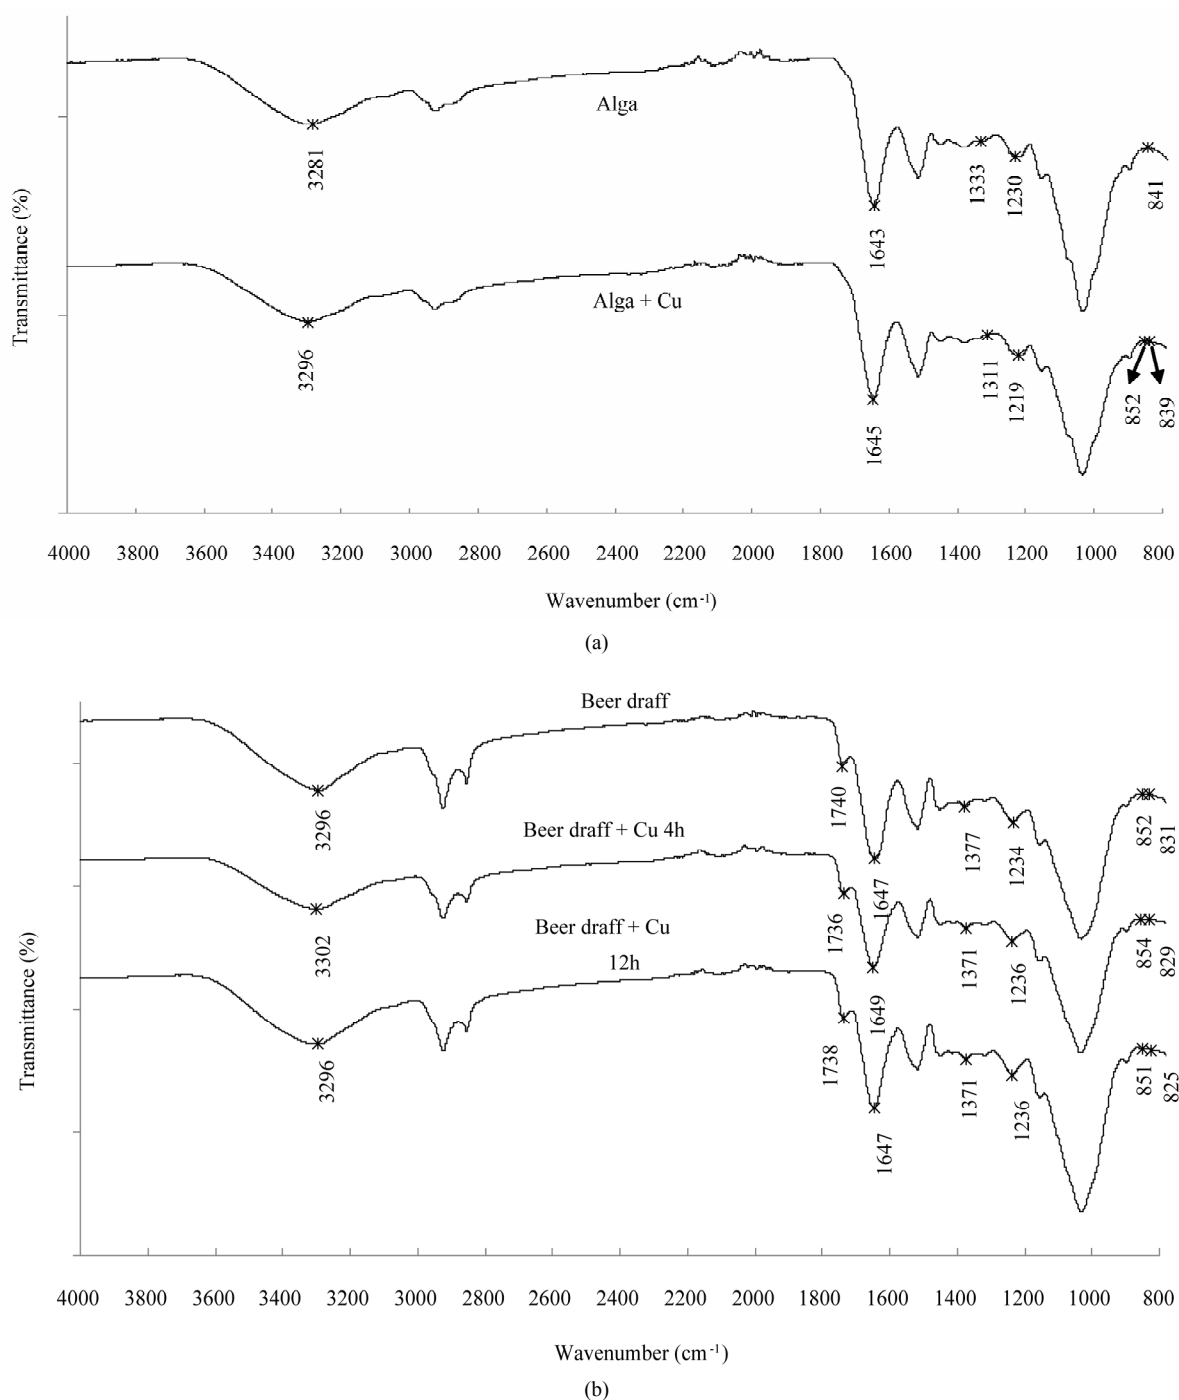 Alga
3281
1643
1333
1230
841
Transmittance (%)
Alga + Cu
3296
1645
1311
1219
852
839
4000 3800 3600 3400 3200 3000 2800 2600 2400 2200 2000 1800 1600 1400 1200 1000 800
Wavenumber (cm⁻¹)
(a)
Beer draff
3296
1740
1647
1377
1234
852
831
Beer draff + Cu 4h
3302
1736
1649
1371
1236
854
829
Transmittance (%)
Beer draff + Cu
12h
3296
1738
1647
1371
1236
851
825
4000 3800 3600 3400 3200 3000 2800 2600 2400 2200 2000 1800 1600 1400 1200 1000 800
Wavenumber (cm⁻¹)
(b)